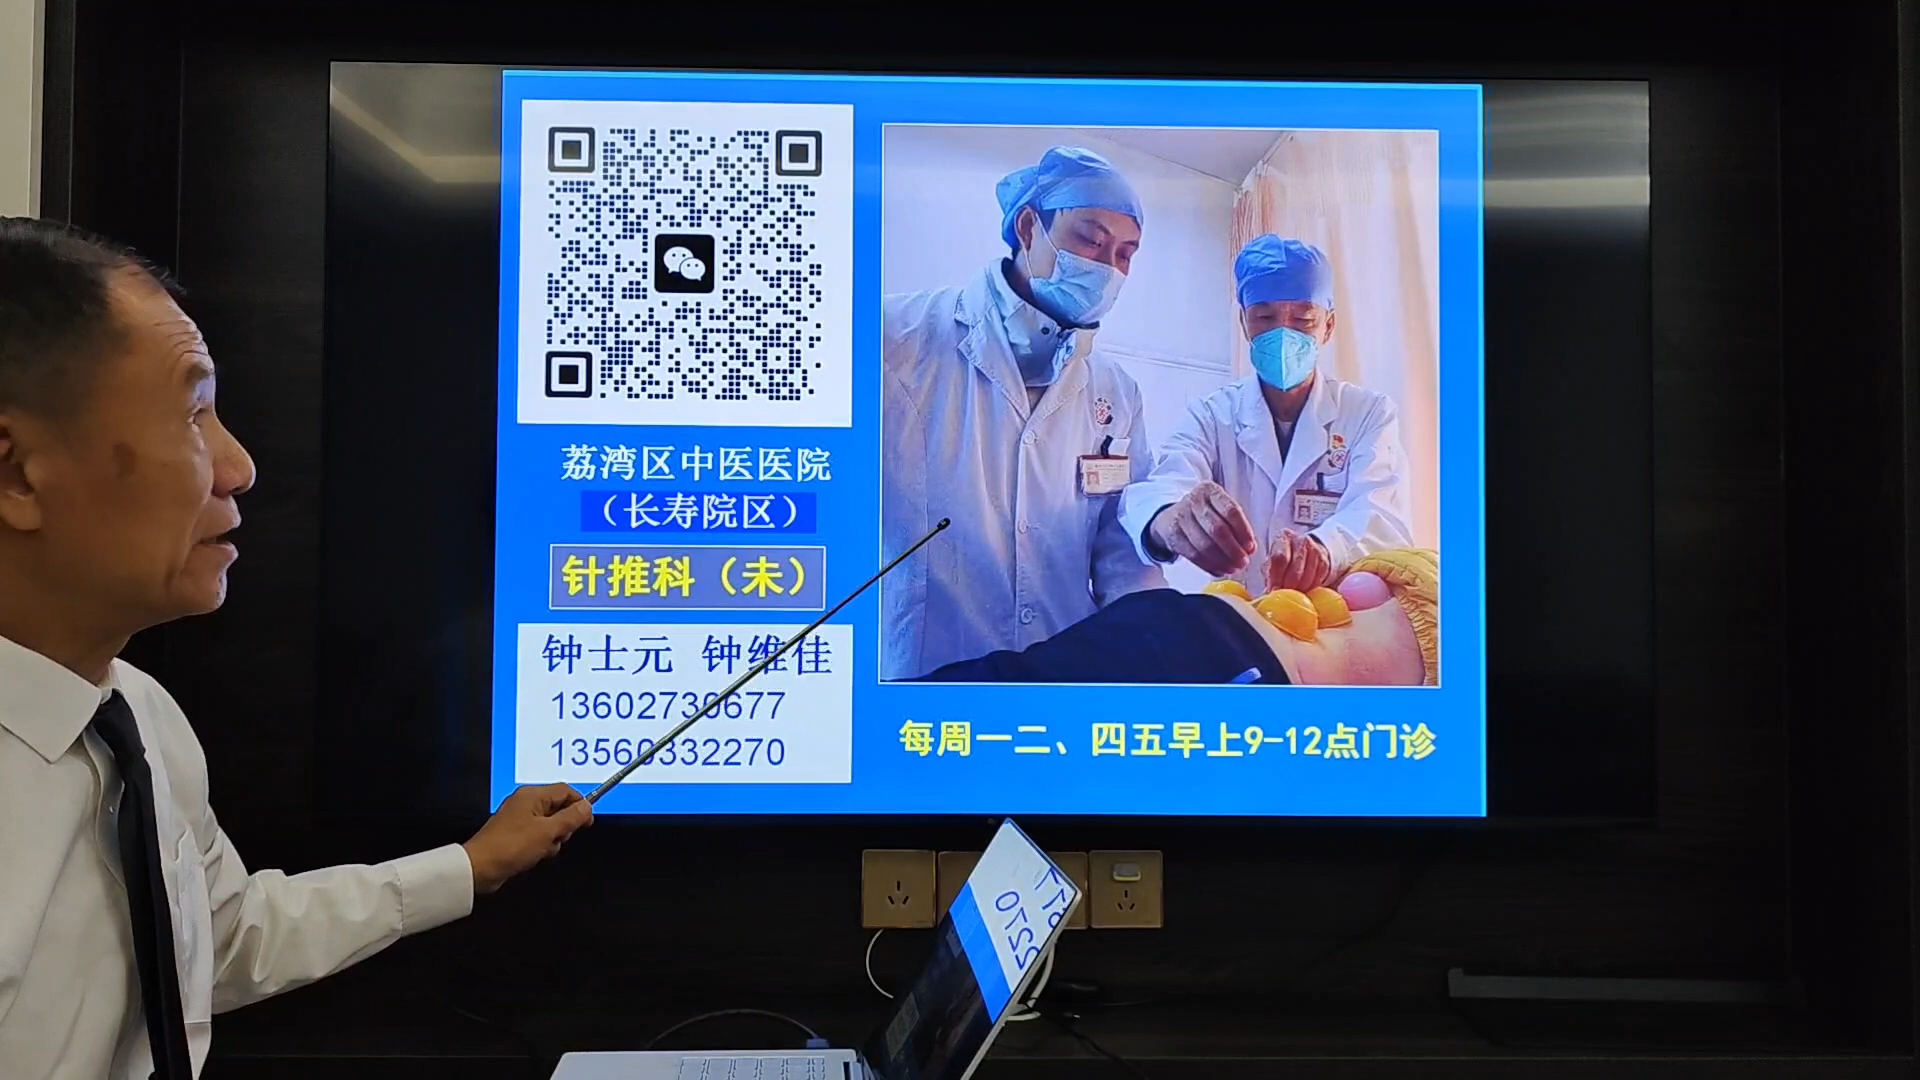 荔湾区中医医院
（长寿院区）
针推科（未）
钟士元 钟维佳
13602730677
13560332270
每周一二、四五早上9-12点门诊